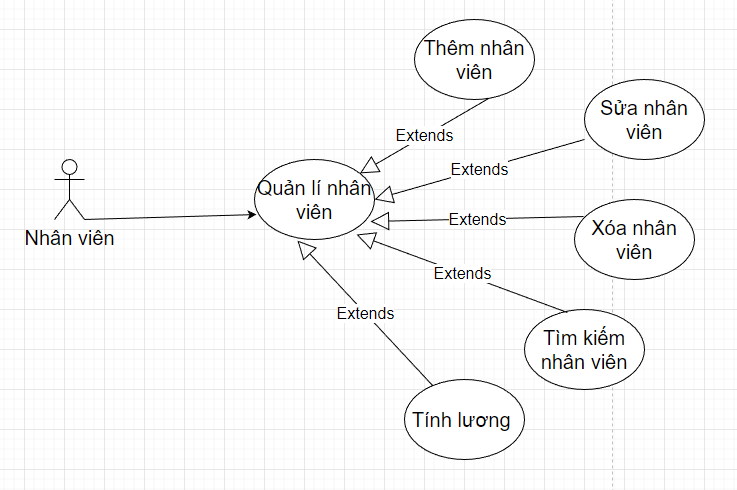 Thêm nhân
viên
Extends
Sửa nhân
viên
Extends
Quản lí nhân
viên
Extends
Xóa nhân
viên
Nhân viên
Extends
Tìm kiếm
nhân viên
Extends
Tính lương